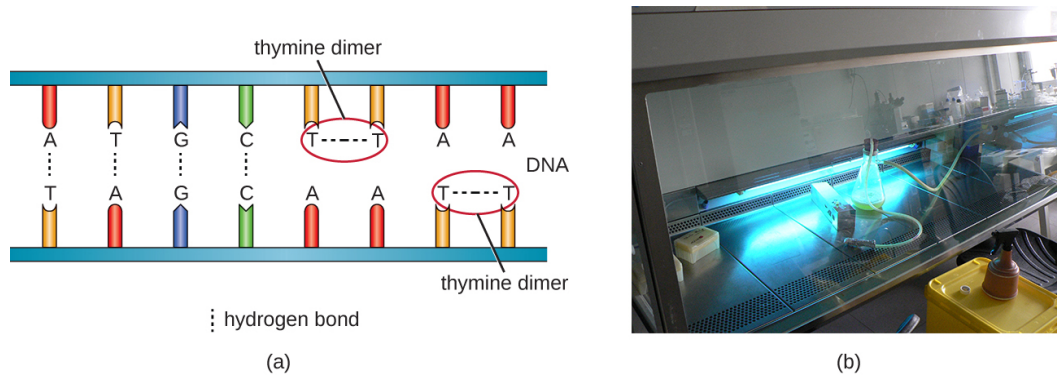 thymine dimer
A T G C T T A A
DNA
T A G C A A T T
thymine dimer
hydrogen bond
(a)
(b)